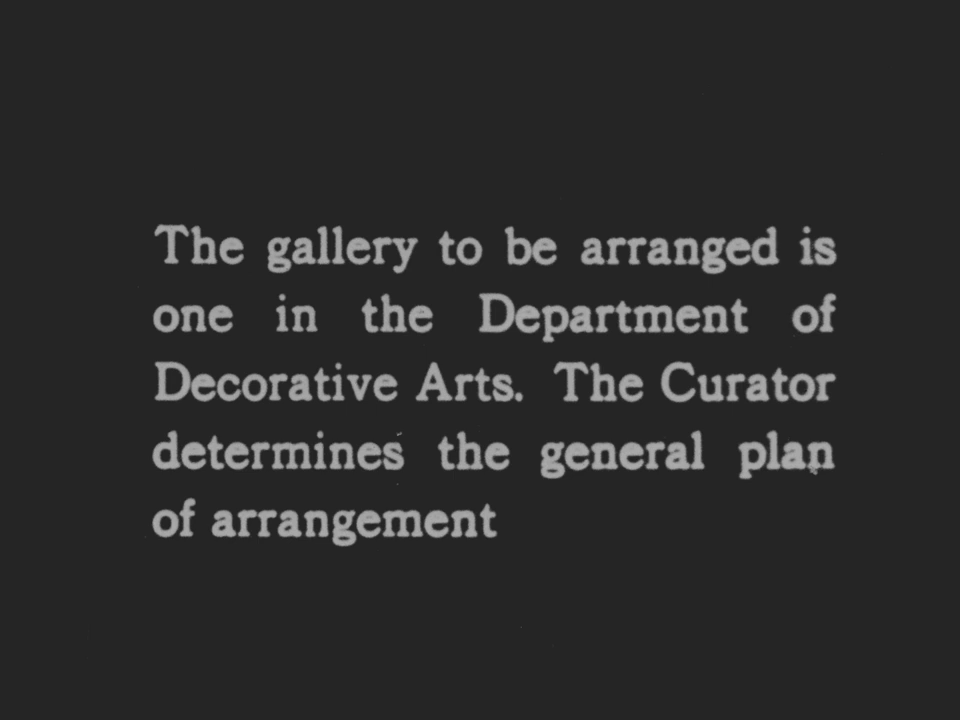 The gallery to be arranged is
one in the Department of
Decorative Arts. The Curator
determines the general plan
of arrangement